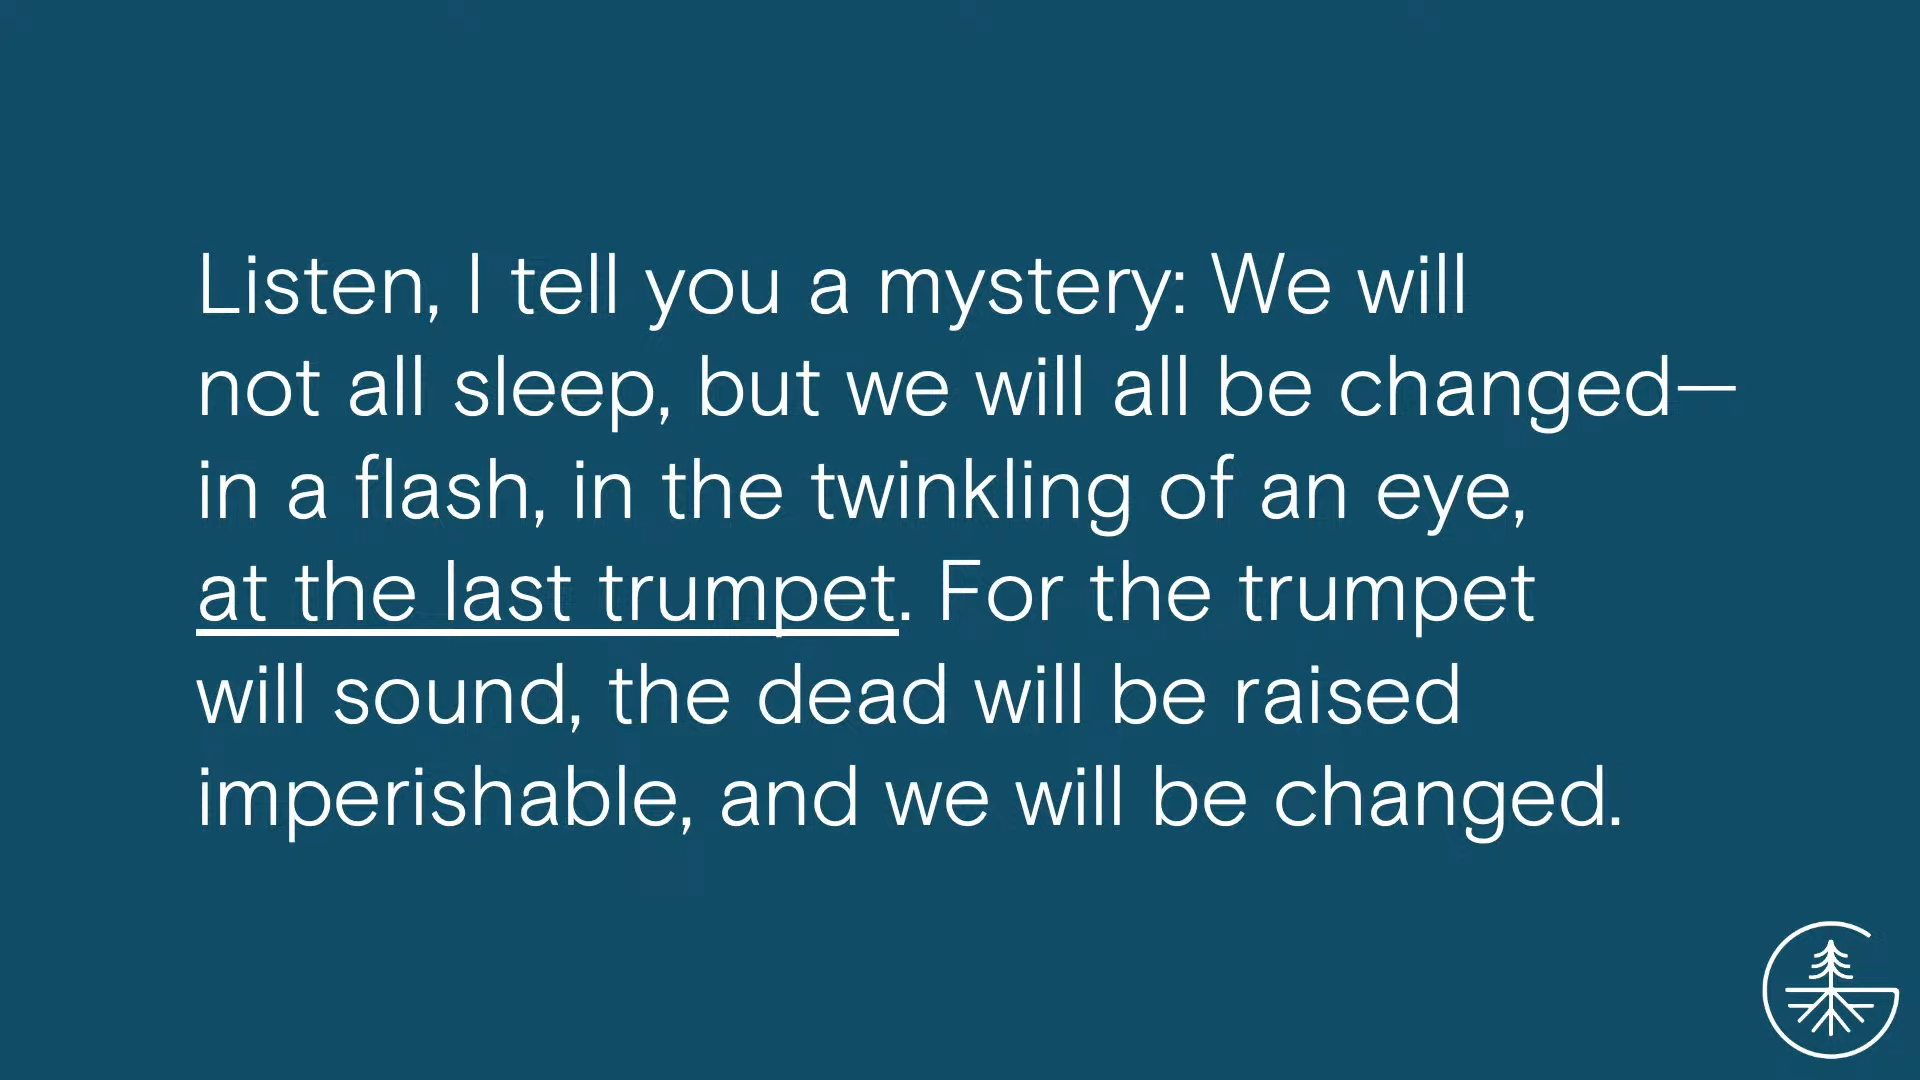 Listen, I tell you a mystery: We will
not all sleep, but we will all be changed—
in a flash, in the twinkling of an eye,
at the last trumpet. For the trumpet
will sound, the dead will be raised
imperishable, and we will be changed.